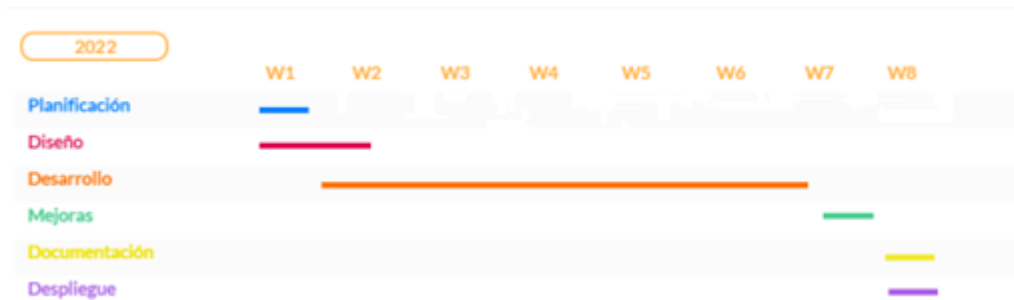 2022
W1 W2 W3 W4 W5 W6 W7 W8
Planificación
Diseño
Desarrollo
Mejoras
Documentación
Despliegue